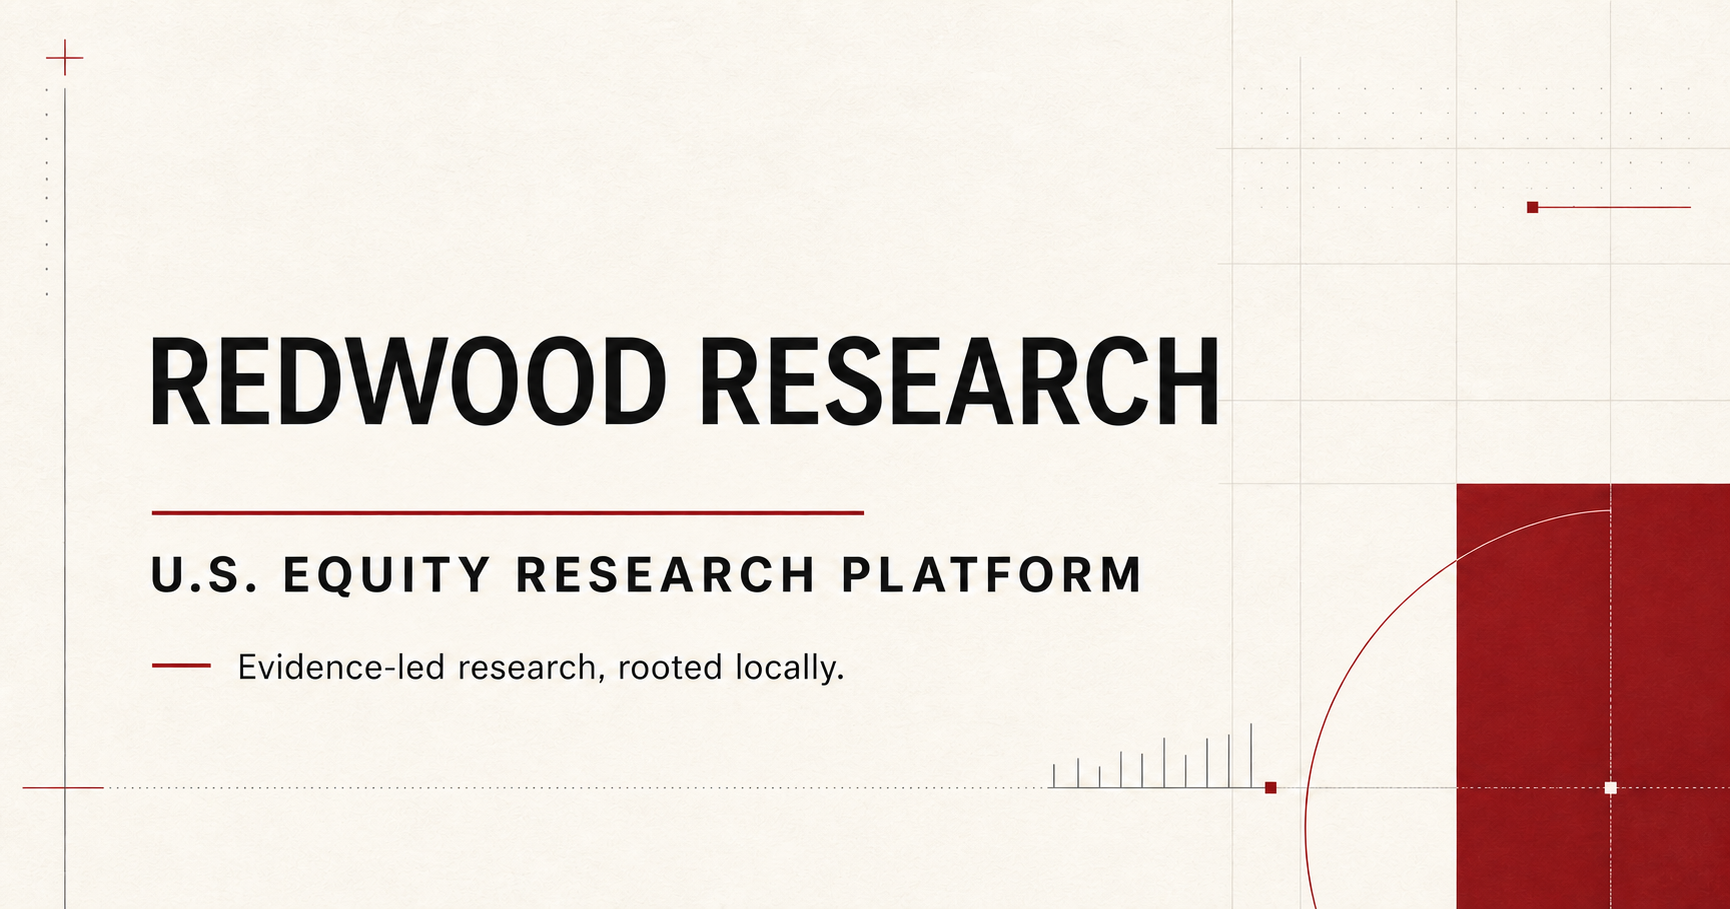 REDWOOD RESEARCH
U.S. EQUITY RESEARCH PLATFORM
Evidence-led research, rooted locally.